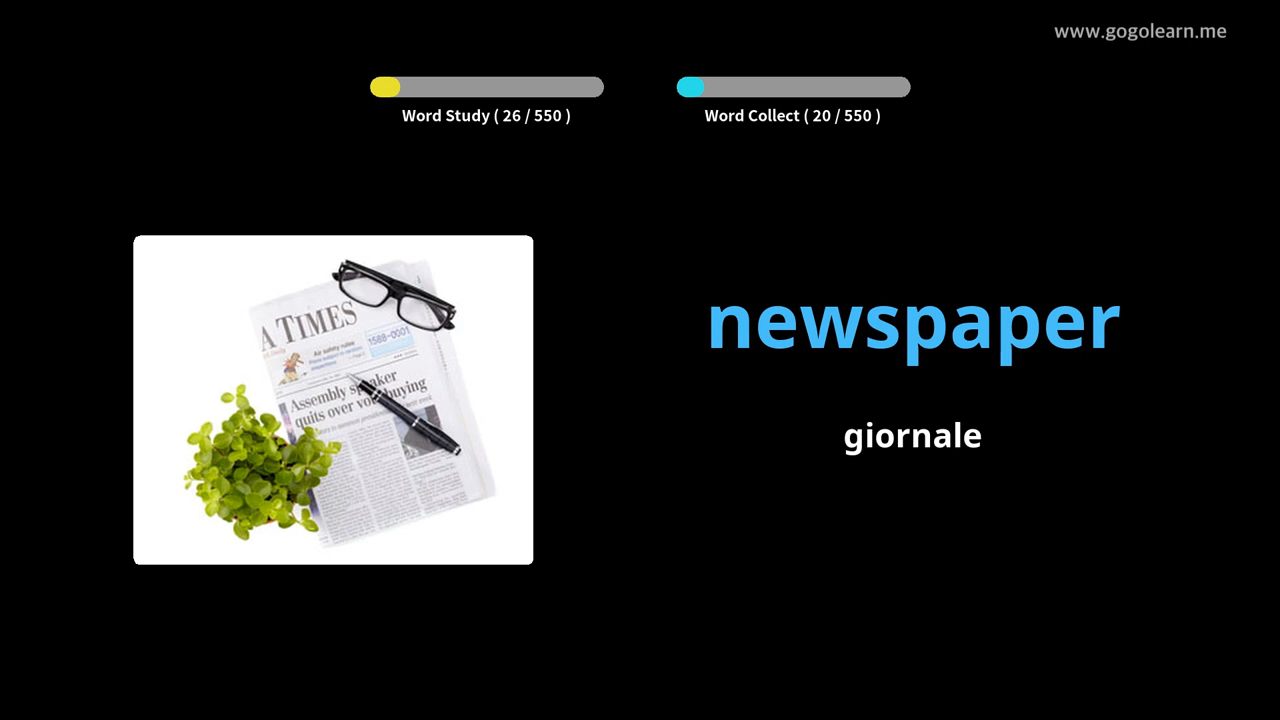 www.gogolearn.me
Word Study ( 26 / 550 )
Word Collect ( 20 / 550 )
A TIMES
Air safety rules
1588-0001
Assembly speaker
quits over vote buying
newspaper
giornale